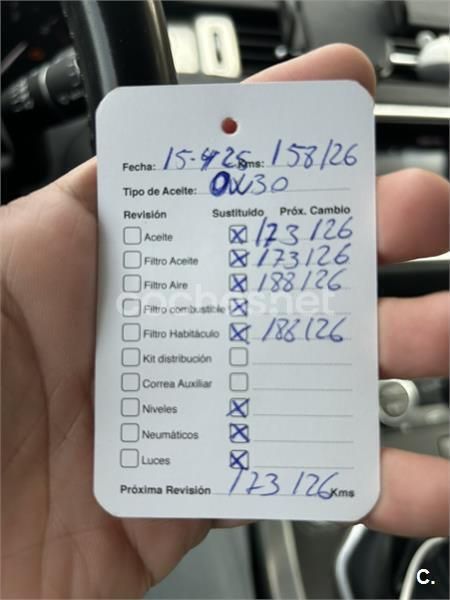 Fecha: 15-4/25 Kms: 158126
Tipo de Aceite: 0W30
Revisión Sustituido Próx. Cambio
Aceite 173126
Filtro Aceite 173126
Filtro Aire 188126
Filtro combustible
Filtro Habitáculo 188126
Kit distribución
Correa Auxiliar
Niveles
Neumáticos
Luces
Próxima Revisión 173126 Kms
coches.net
C.